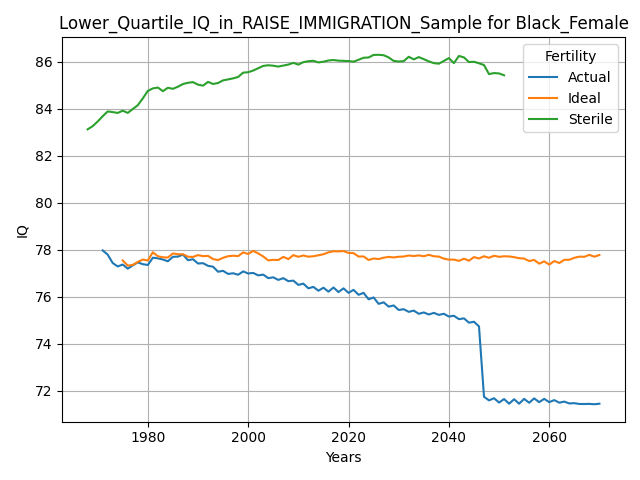 Lower_Quartile_IQ_in_RAISE_IMMIGRATION_Sample for Black_Female
Fertility
Actual
Ideal
Sterile
IQ
86
84
82
80
78
76
74
72
1980
2000
2020
2040
2060
Years